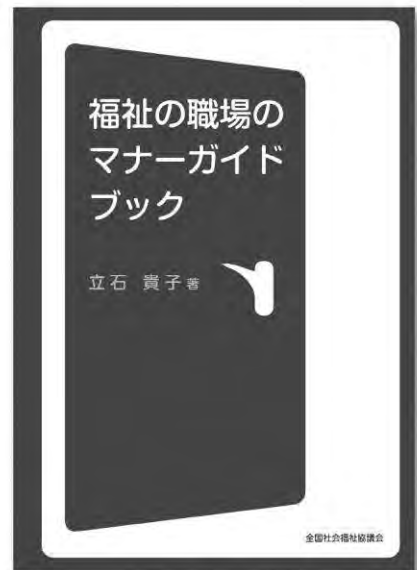 福祉の職場の
マナーガイド
ブック
立石 貴子 著
全国社会福祉協議会